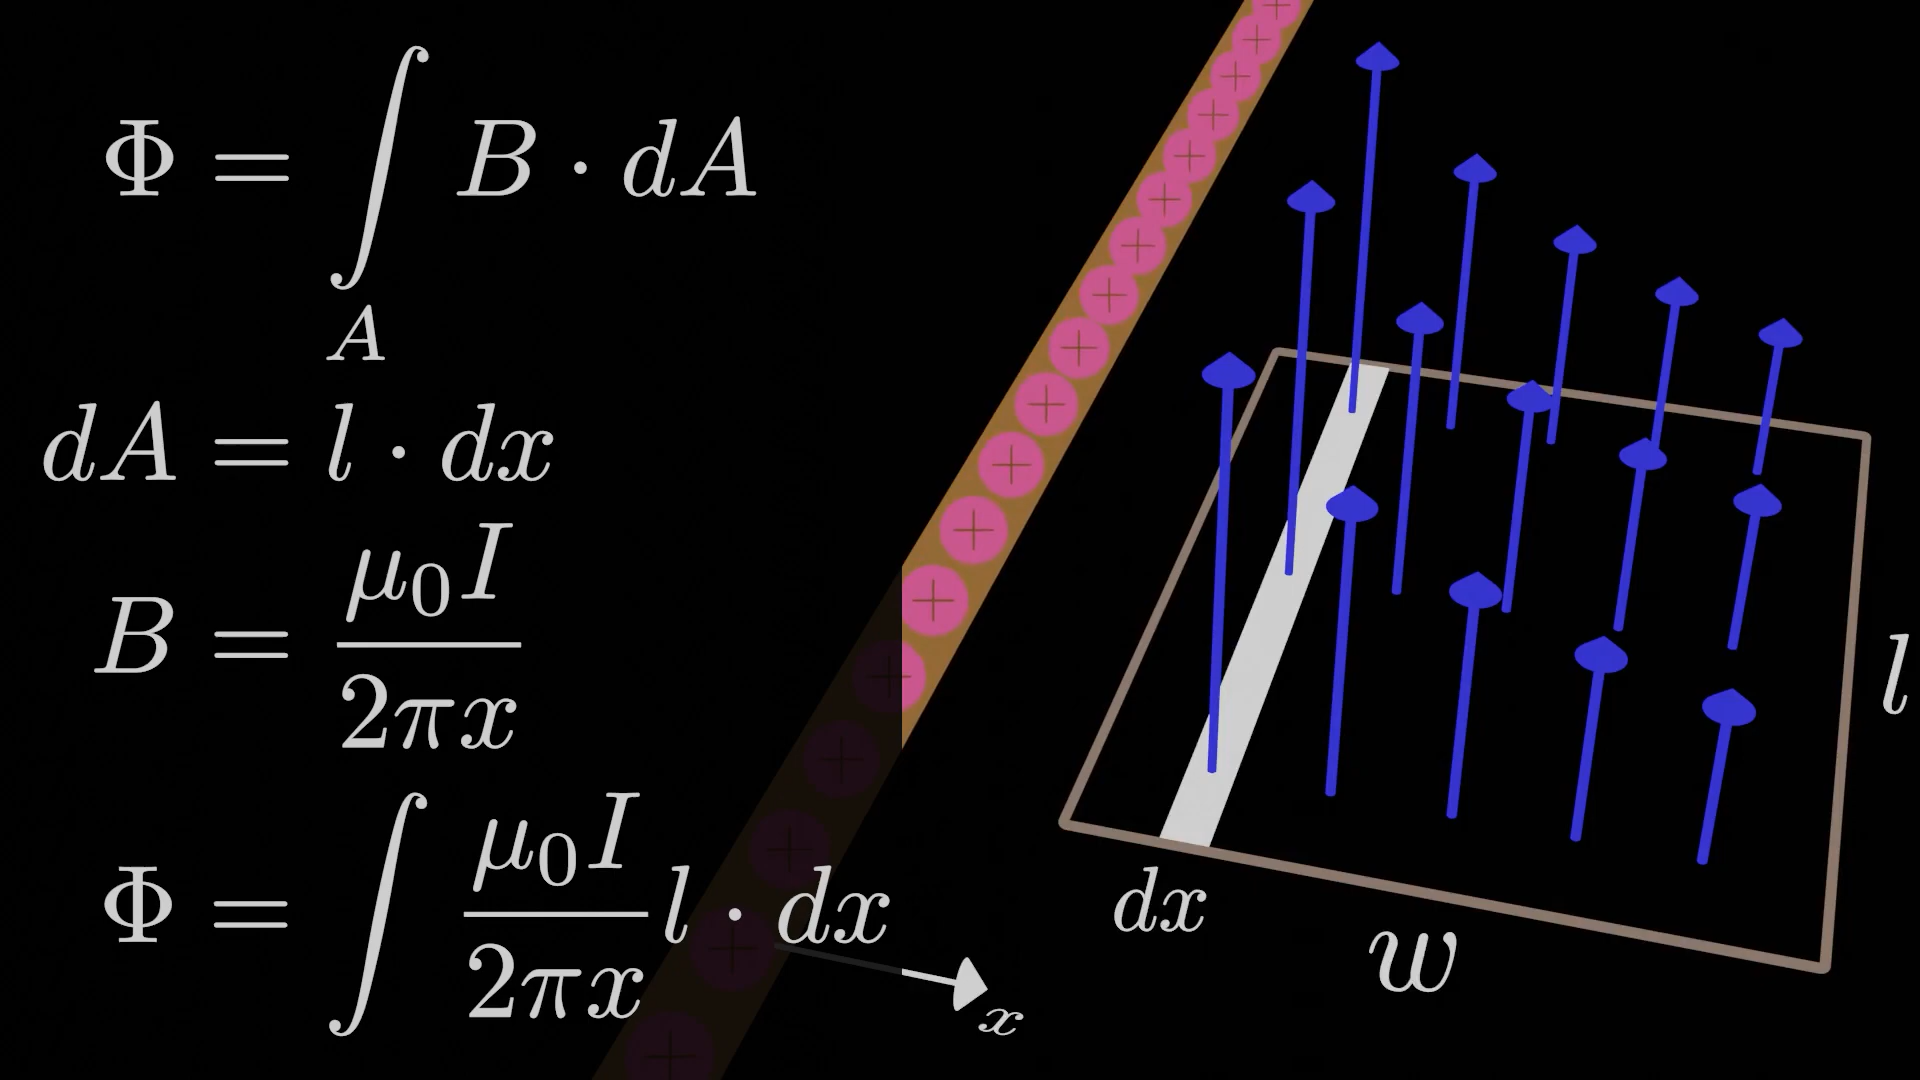 Φ = ∫_A B · dA
dA = l · dx
B = μ₀I / 2πx
Φ = ∫ μ₀I / 2πx l · dx
l
dx
w
x